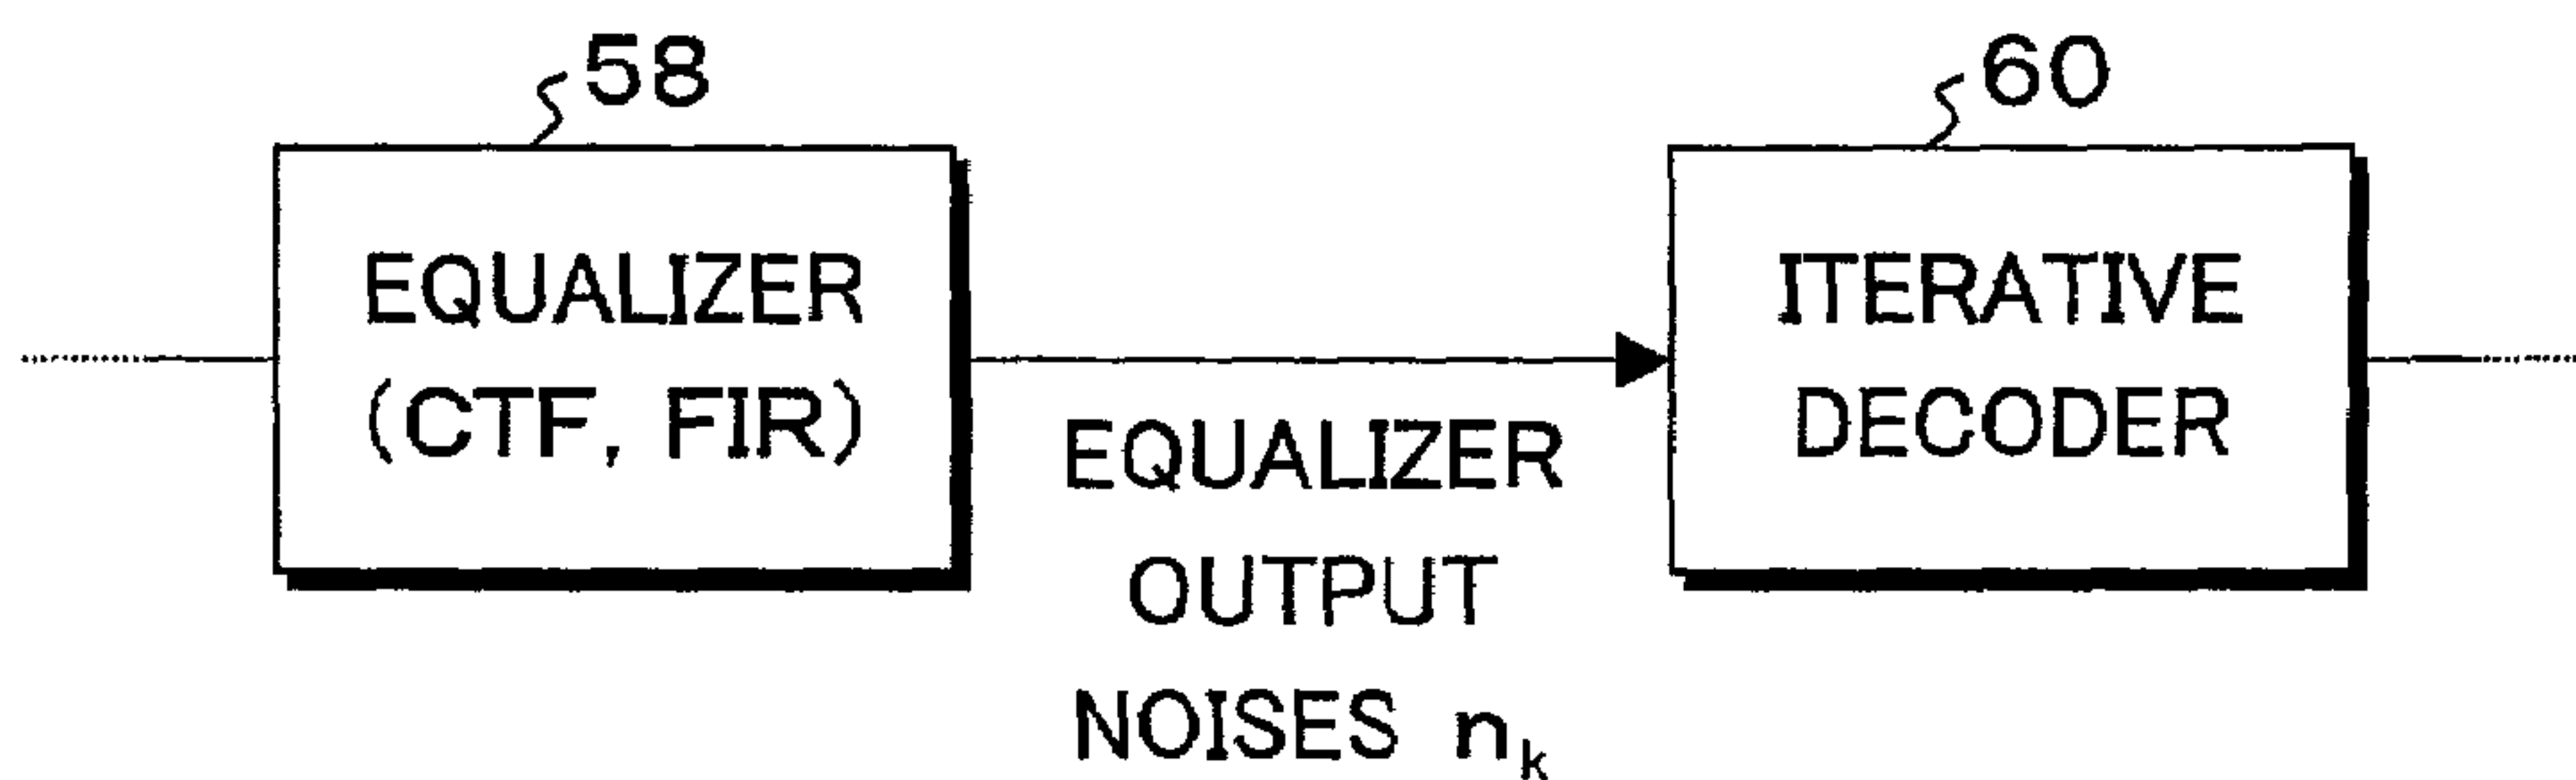 58
60
EQUALIZER
(CTF, FIR)
EQUALIZER
OUTPUT
NOISES nₖ
ITERATIVE
DECODER